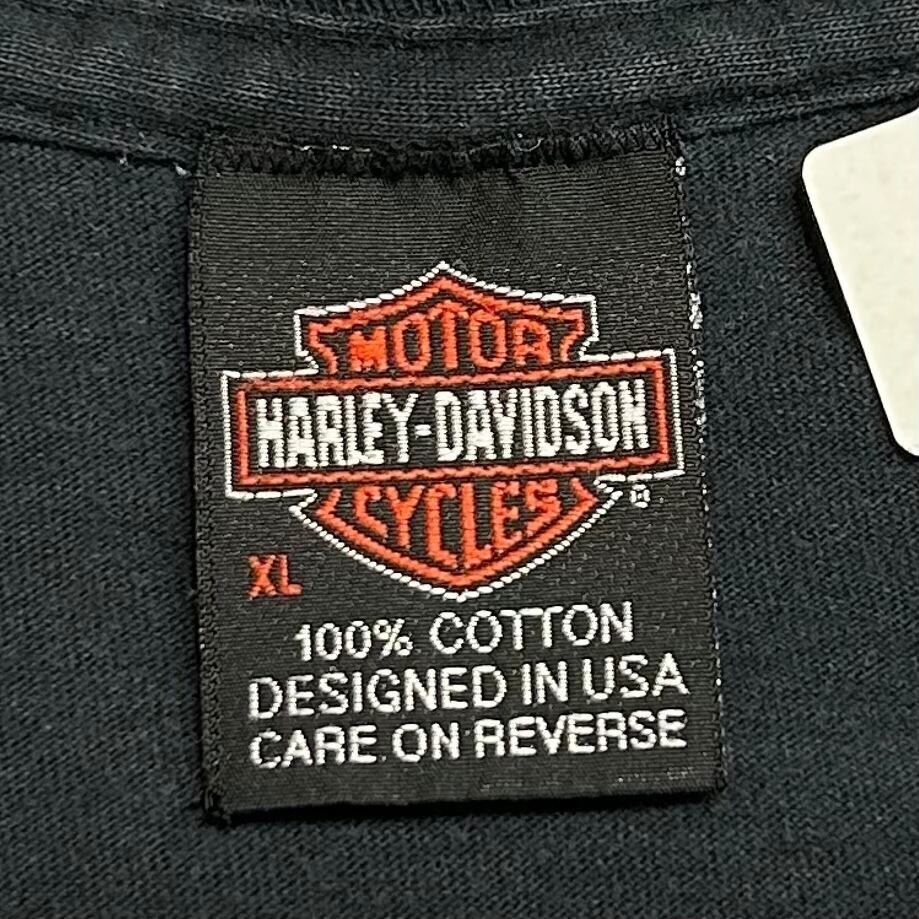 MOTOR
HARLEY-DAVIDSON
CYCLES
®
XL
100% COTTON
DESIGNED IN USA
CARE ON REVERSE